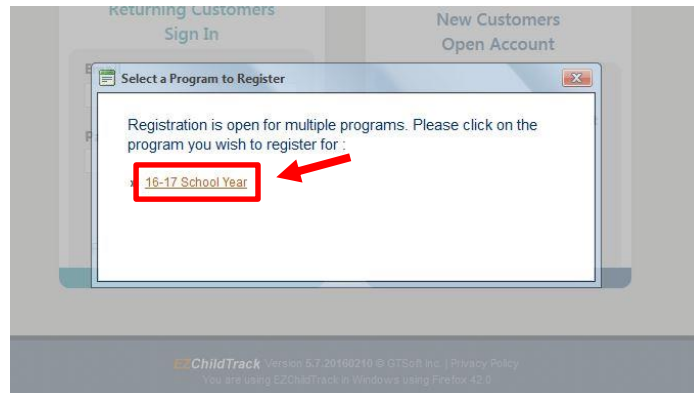 Returning Customers
Sign In
New Customers
Open Account
Select a Program to Register
Registration is open for multiple programs. Please click on the
program you wish to register for :
16-17 School Year
EZChildTrack Version 5.7.20160210 © GTSoft Inc. | Privacy Policy
You are using EZChildTrack in Windows using Firefox 42.0